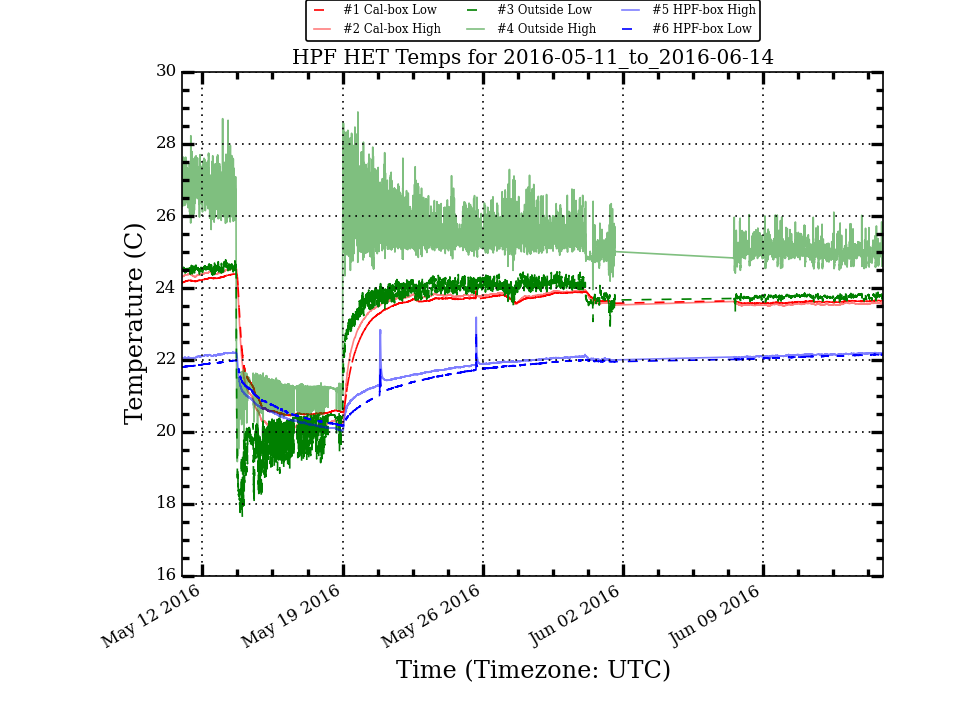 #1 Cal-box Low #3 Outside Low #5 HPF-box High
#2 Cal-box High #4 Outside High #6 HPF-box Low
HPF HET Temps for 2016-05-11_to_2016-06-14
30
28
26
24
22
20
18
16
Temperature (C)
May 12 2016 May 19 2016 May 26 2016 Jun 02 2016 Jun 09 2016
Time (Timezone: UTC)